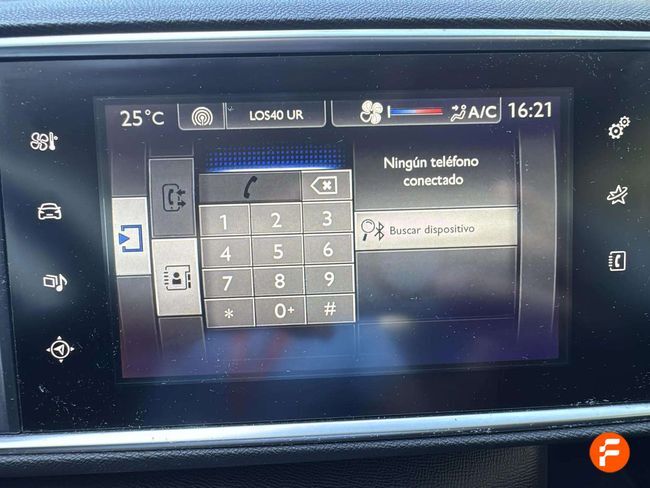 25°C
LOS40 UR
A/C
16:21
Ningún teléfono
conectado
Buscar dispositivo
1 2 3
4 5 6
7 8 9
* 0+ #